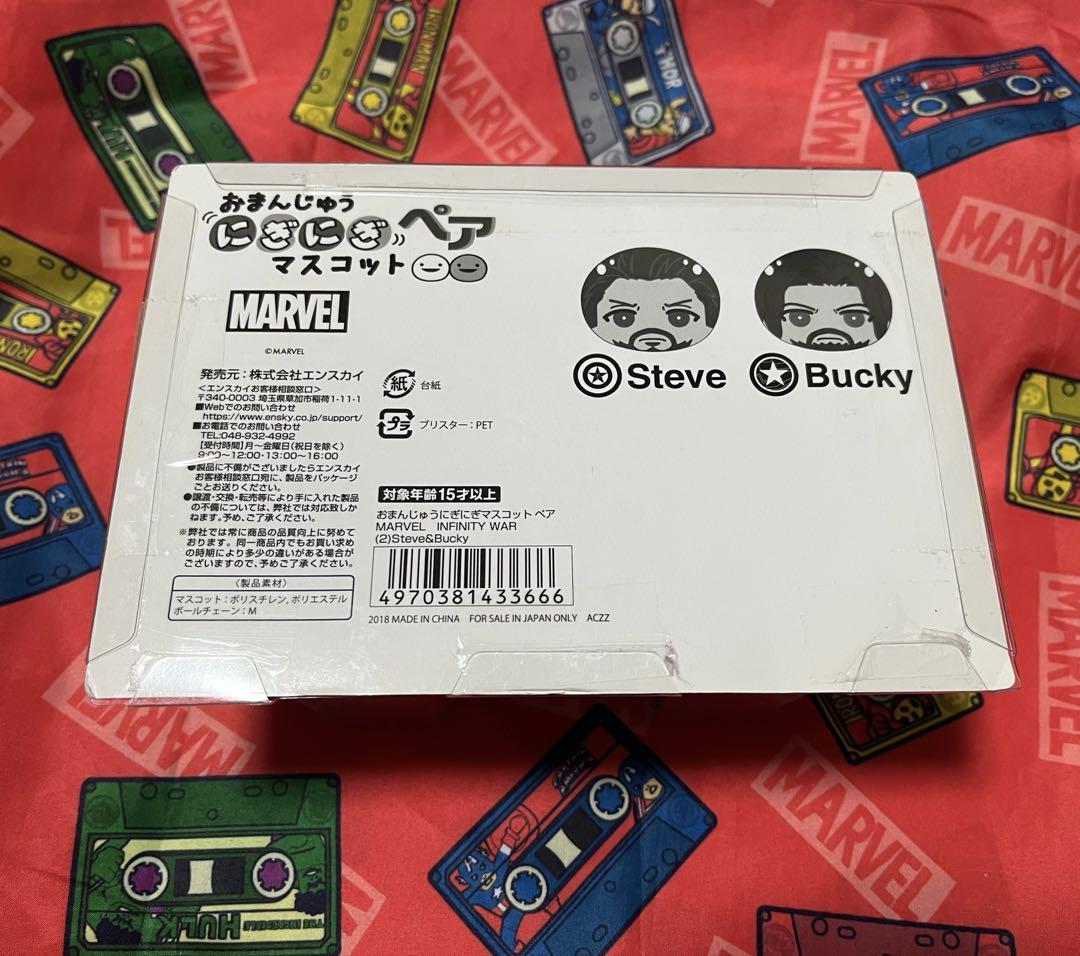 おまんじゅう
にぎにぎ ペア
マスコット
MARVEL
©MARVEL
発売元：株式会社エンスカイ
＜エンスカイお客様相談窓口＞
〒340-0003 埼玉県草加市稲荷1-11-1
■Webでのお問い合わせ
https://www.ensky.co.jp/support/
■お電話でのお問い合わせ
TEL:048-932-4992
【受付時間】月～金曜日(祝日を除く)
9:00～12:00・13:00～16:00
●製品に不備がございましたらエンスカイ
お客様相談窓口宛に、製品をパッケージ
ごとお送りください。
●譲渡・交換・転売等により手に入れた製品
の不備については、弊社では対応致しか
ねます。予め、ご了承ください。
※弊社では常に商品の品質向上に努めて
おります。同一商品内でもお買い求め
の時期により多少の違いがある場合が
ございますので、予めご了承ください。
〈製品素材〉
マスコット：ポリスチレン，ポリエステル
ボールチェーン：M
紙 台紙
プラ ブリスター：PET
対象年齢15才以上
おまんじゅうにぎにぎマスコット ペア
MARVEL INFINITY WAR
(2)Steve&Bucky
4970381433666
2018 MADE IN CHINA FOR SALE IN JAPAN ONLY ACZZ
Steve
Bucky
MARVEL
HULK
IRONMAN
MARVEL
THOR
MARVEL
MARVEL
MARVEL
IRON
MARVEL
MARVEL
MARVEL
THE INCREDIBLE
HULK
IRON